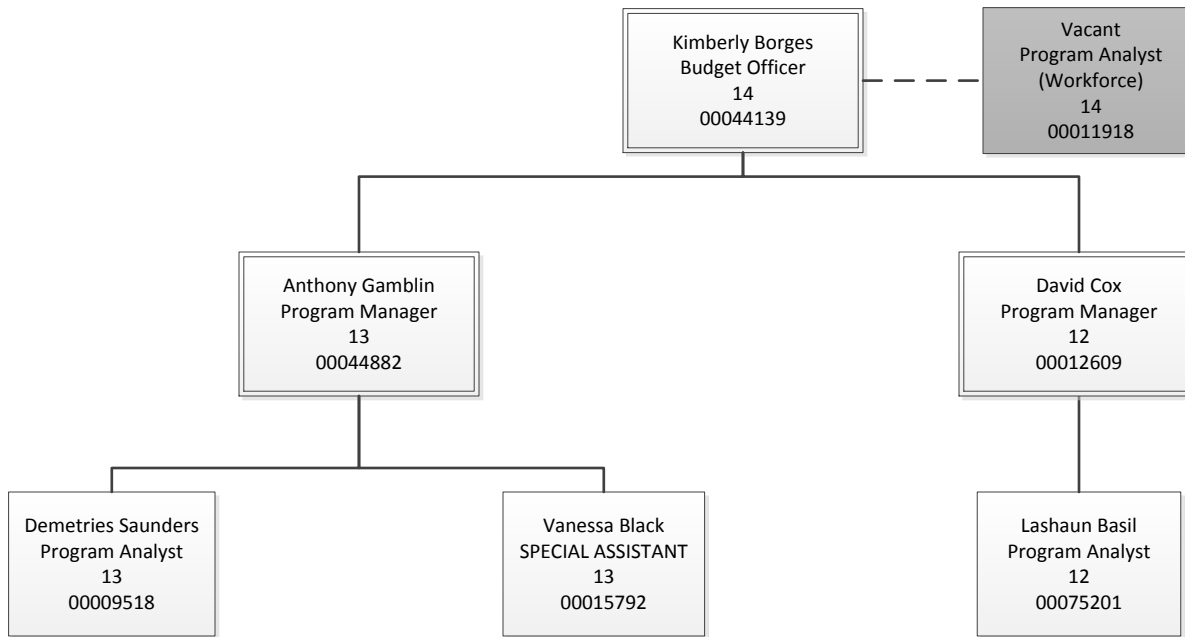 Kimberly Borges
Budget Officer
14
00044139
Vacant
Program Analyst
(Workforce)
14
00011918
Anthony Gamblin
Program Manager
13
00044882
David Cox
Program Manager
12
00012609
Demetries Saunders
Program Analyst
13
00009518
Vanessa Black
SPECIAL ASSISTANT
13
00015792
Lashaun Basil
Program Analyst
12
00075201